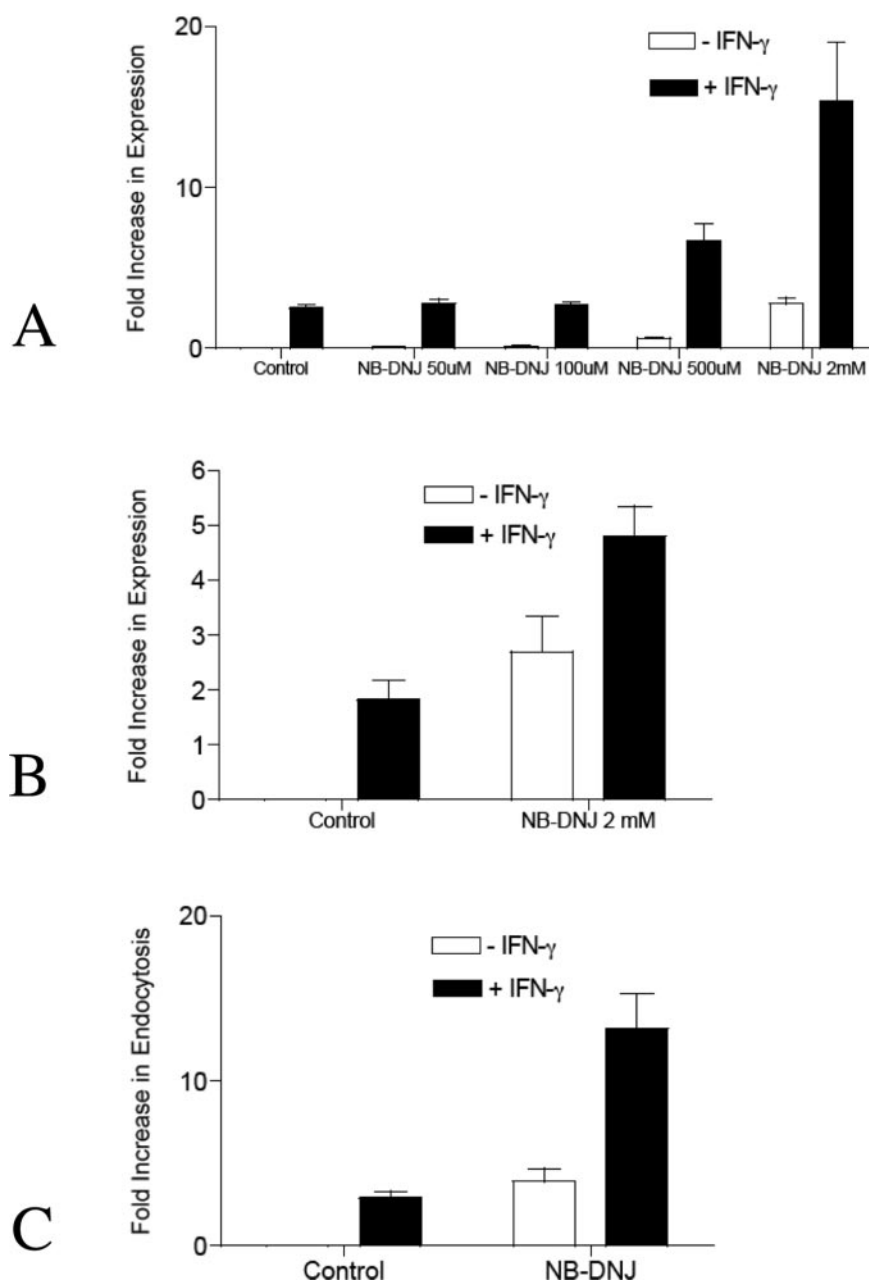 A
Fold Increase in Expression
20
10
0
- IFN-γ
+ IFN-γ
Control
NB-DNJ 50uM
NB-DNJ 100uM
NB-DNJ 500uM
NB-DNJ 2mM
B
Fold Increase in Expression
6
5
4
3
2
1
0
- IFN-γ
+ IFN-γ
Control
NB-DNJ 2 mM
C
Fold Increase in Endocytosis
20
10
0
- IFN-γ
+ IFN-γ
Control
NB-DNJ